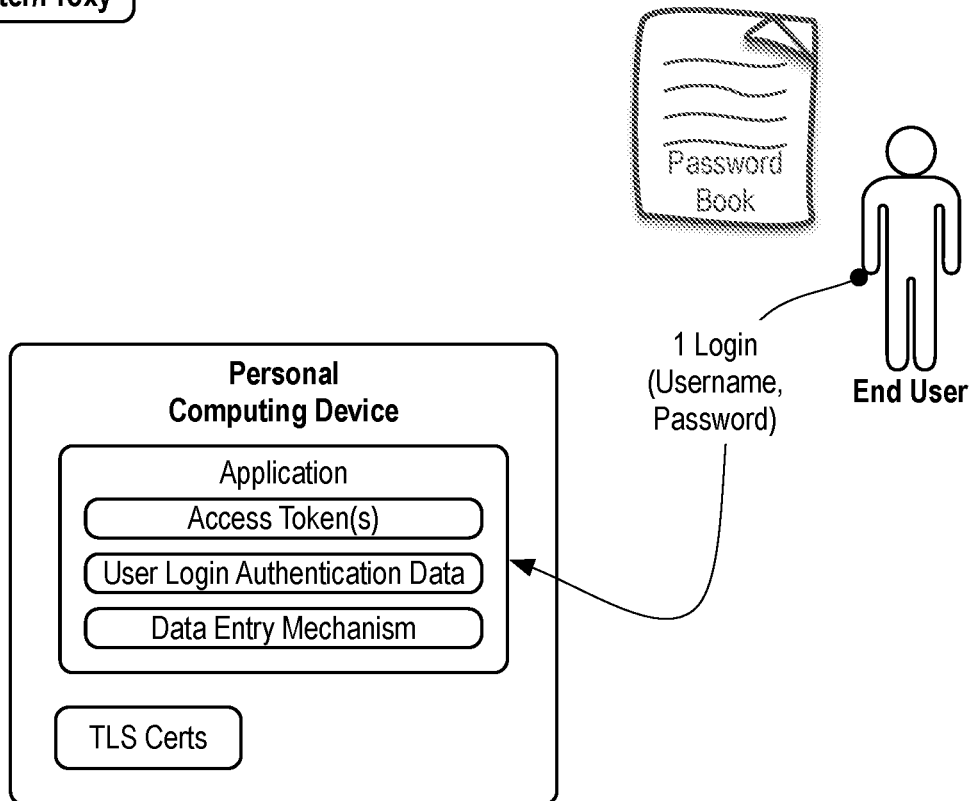 Password
Book
1 Login
(Username,
Password)
End User
Personal
Computing Device
Application
Access Token(s)
User Login Authentication Data
Data Entry Mechanism
TLS Certs